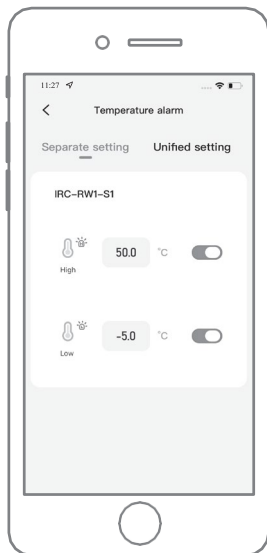 11:27
Temperature alarm
Separate setting Unified setting
IRC-RW1-S1
50.0 °C
High
-5.0 °C
Low